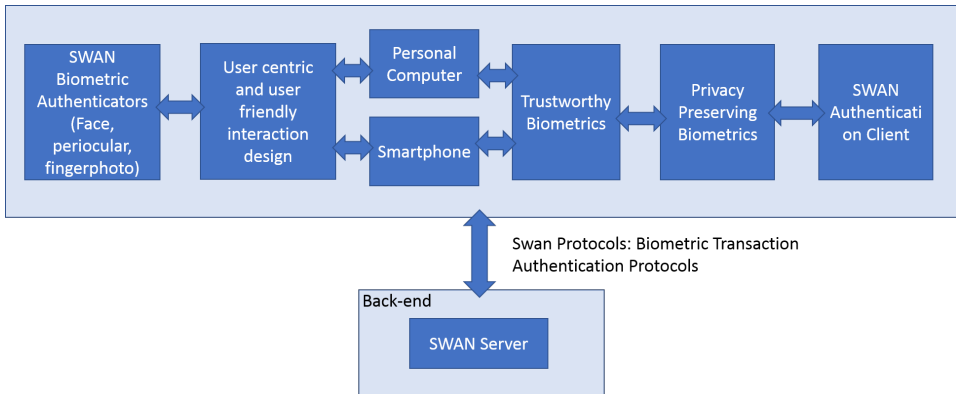 SWAN
Biometric
Authenticators
(Face,
periocular,
fingerphoto)
User centric
and user
friendly
interaction
design
Personal
Computer
Smartphone
Trustworthy
Biometrics
Privacy
Preserving
Biometrics
SWAN
Authenticati
on Client
Swan Protocols: Biometric Transaction
Authentication Protocols
Back-end
SWAN Server